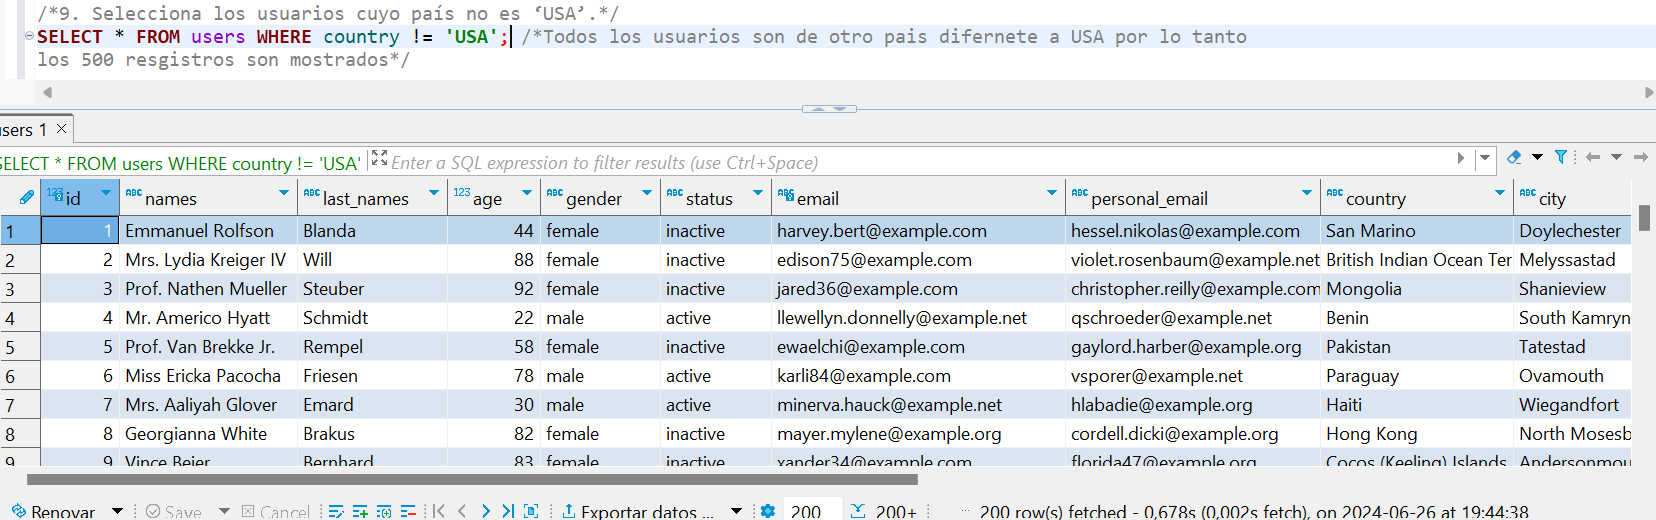 /*9. Selecciona los usuarios cuyo país no es ‘USA’.*/
SELECT * FROM users WHERE country != 'USA'; /*Todos los usuarios son de otro pais difernete a USA por lo tanto
los 500 resgistros son mostrados*/
users 1
SELECT * FROM users WHERE country != 'USA' Enter a SQL expression to filter results (use Ctrl+Space)
123 id ABC names ABC last_names 123 age ABC gender ABC status ABC email ABC personal_email ABC country ABC city
1 1 Emmanuel Rolfson Blanda 44 female inactive harvey.bert@example.com hessel.nikolas@example.com San Marino Doylechester
2 2 Mrs. Lydia Kreiger IV Will 88 female inactive edison75@example.com violet.rosenbaum@example.net British Indian Ocean Ter Melyssastad
3 3 Prof. Nathen Mueller Steuber 92 female inactive jared36@example.com christopher.reilly@example.com Mongolia Shanieview
4 4 Mr. Americo Hyatt Schmidt 22 male active llewellyn.donnelly@example.net qschroeder@example.net Benin South Kamryn
5 5 Prof. Van Brekke Jr. Rempel 58 female inactive ewaelchi@example.com gaylord.harber@example.org Pakistan Tatestad
6 6 Miss Ericka Pacocha Friesen 78 male active karli84@example.com vsporer@example.net Paraguay Ovamouth
7 7 Mrs. Aaliyah Glover Emard 30 male active minerva.hauck@example.net hlabadie@example.org Haiti Wiegandfort
8 8 Georgianna White Brakus 82 female inactive mayer.mylene@example.org cordell.dicki@example.org Hong Kong North Mosesb
9 9 Vince Beier Bernhard 83 female inactive xander34@example.com florida47@example.org Cocos (Keeling) Islands Andersonmou
Renovar Save Cancel Exportar datos ... 200 200+ ... 200 row(s) fetched - 0,678s (0,002s fetch), on 2024-06-26 at 19:44:38